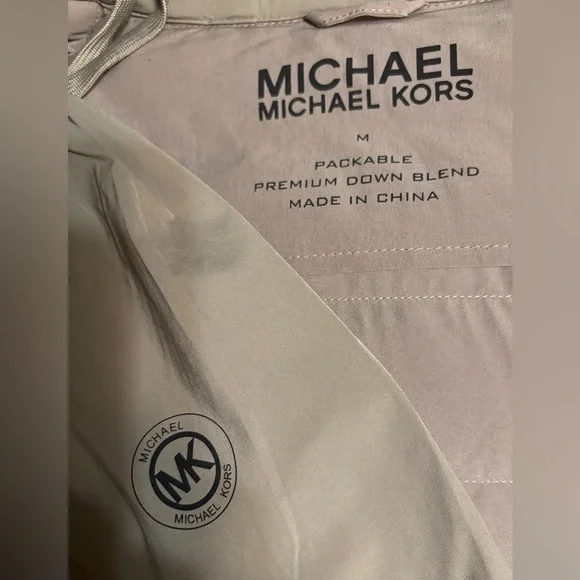 MICHAEL
MICHAEL KORS
M
PACKABLE
PREMIUM DOWN BLEND
MADE IN CHINA
MICHAEL
MK
MICHAEL KORS